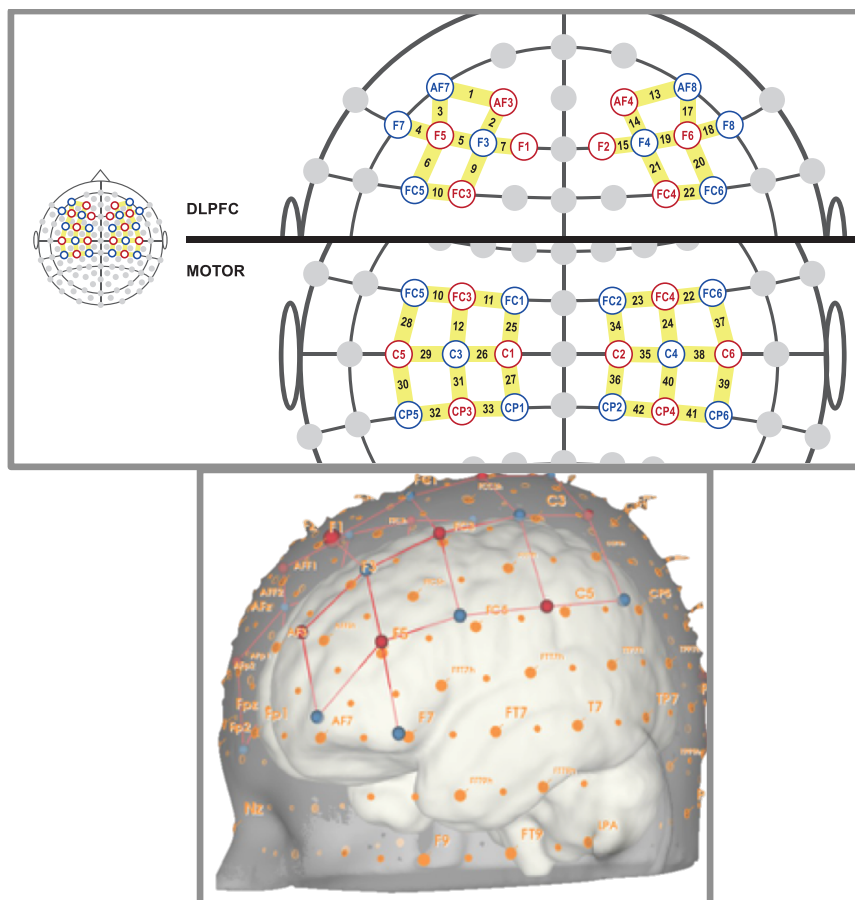 AF7 1 AF3 AF4 13 AF8
3 2 14 17
F7 4 F5 5 F3 7 F1 F2 15 F4 19 F6 18 F8
6 9 21 20
FC5 10 FC3 FC4 22 FC6
DLPFC
MOTOR
FC5 10 FC3 11 FC1 FC2 23 FC4 22 FC6
28 12 25 34 24 37
C5 29 C3 26 C1 C2 35 C4 38 C6
30 31 27 36 40 39
CP5 32 CP3 33 CP1 CP2 42 CP4 41 CP6
FC1 C3
F1
AFF1
AFF2
AFz
F3
C5
FC5
CP5
AF3 F5
Fpz Fp1
Fp2
AF7 F7 FT7 T7 TP7
Nz
F9 FT9 LPA